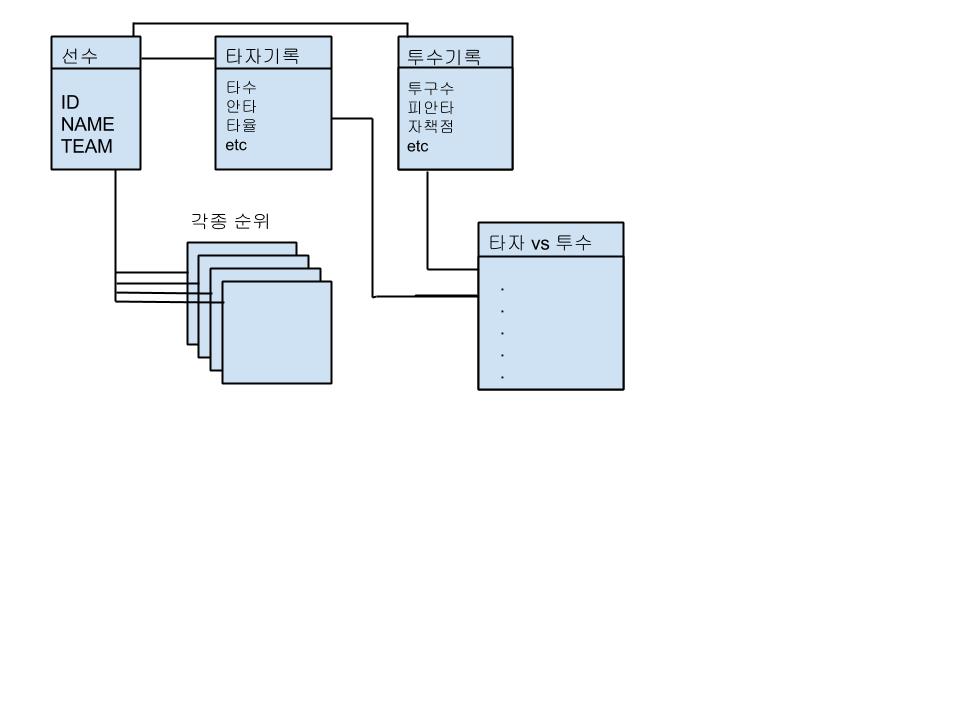 선수
ID
NAME
TEAM
타자기록
타수
안타
타율
etc
투수기록
투구수
피안타
자책점
etc
각종 순위
타자 vs 투수
.
.
.
.
.